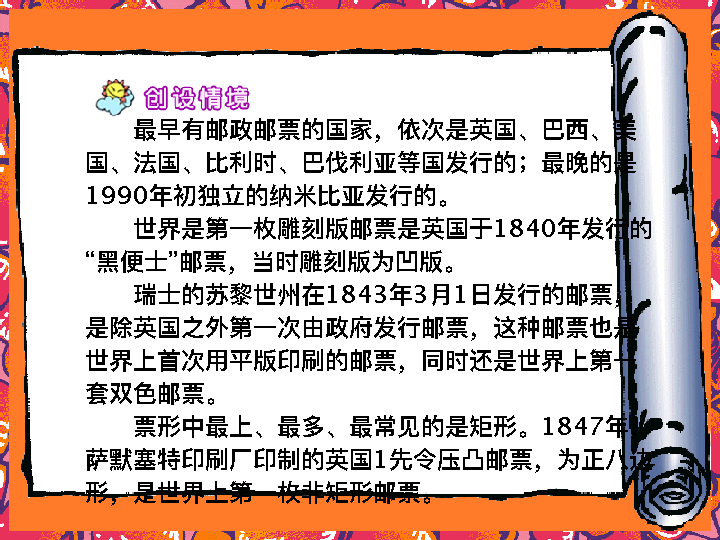 创设情境
最早有邮政邮票的国家，依次是英国、巴西、美
国、法国、比利时、巴伐利亚等国发行的；最晚的是
1990年初独立的纳米比亚发行的。
世界是第一枚雕刻版邮票是英国于1840年发行的
“黑便士”邮票，当时雕刻版为凹版。
瑞士的苏黎世州在1843年3月1日发行的邮票，
是除英国之外第一次由政府发行邮票，这种邮票也是
世界上首次用平版印刷的邮票，同时还是世界上第一
套双色邮票。
票形中最上、最多、最常见的是矩形。1847年
萨默塞特印刷厂印制的英国1先令压凸邮票，为正八边
形，是世界上第一枚非矩形邮票。